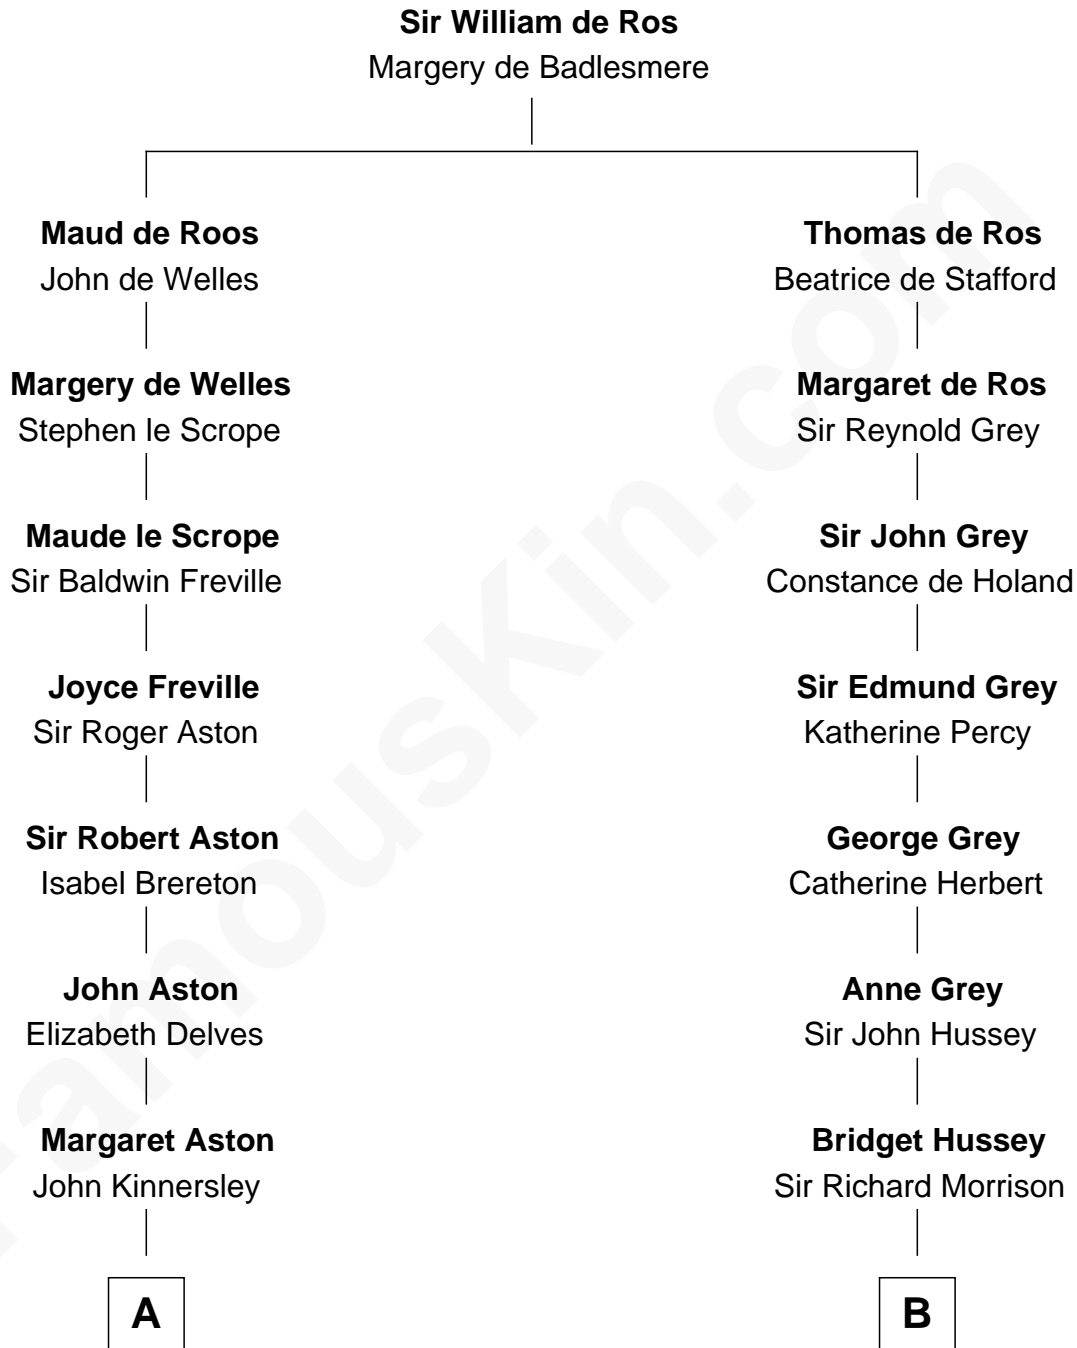 Sir William de Ros
Margery de Badlesmere
Maud de Roos
John de Welles
Thomas de Ros
Beatrice de Stafford
Margery de Welles
Stephen le Scrope
Margaret de Ros
Sir Reynold Grey
Maude le Scrope
Sir Baldwin Freville
Sir John Grey
Constance de Holand
Joyce Freville
Sir Roger Aston
Sir Edmund Grey
Katherine Percy
Sir Robert Aston
Isabel Brereton
George Grey
Catherine Herbert
John Aston
Elizabeth Delves
Anne Grey
Sir John Hussey
Margaret Aston
John Kinnersley
Bridget Hussey
Sir Richard Morrison
A
B
FamousKin.com